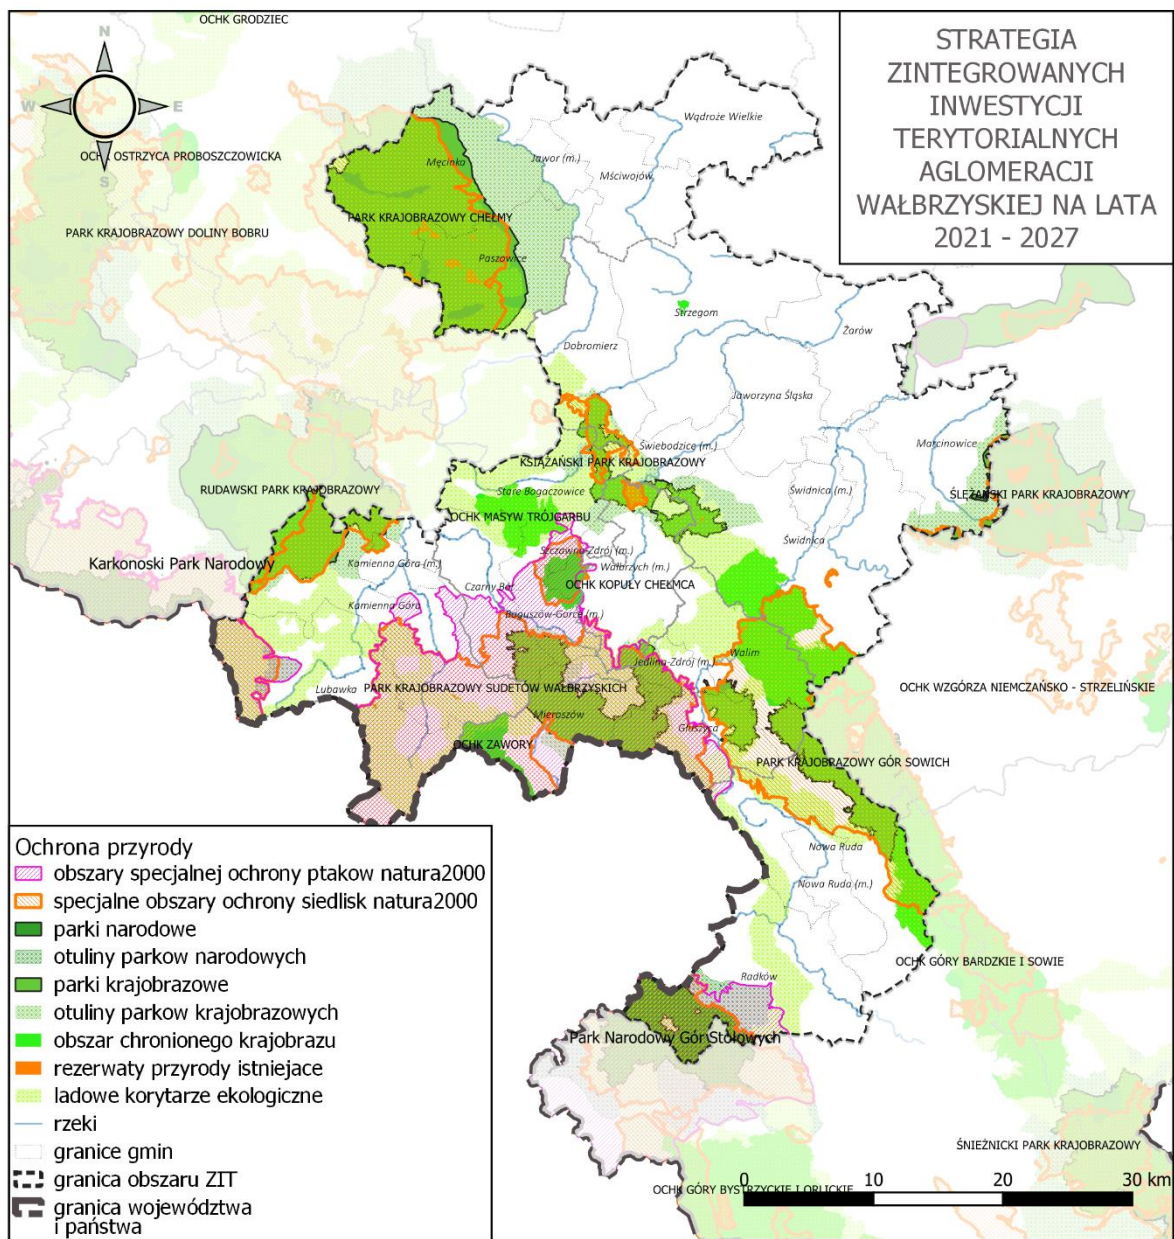 OCHK GRODZIEC
STRATEGIA
ZINTEGROWANYCH
INWESTYCJI
TERYTORIALNYCH
AGLOMERACJI
WAŁBRZYSKIEJ NA LATA
2021 - 2027
N
W
E
S
Wądroże Wielkie
OCHK OSTRZYCA PROBOSZCZOWICKA
Męcinka
Jawor (m.)
Mściwojów
PARK KRAJOBRAZOWY CHEŁMY
PARK KRAJOBRAZOWY DOLINY BOBRU
Paszowice
Strzegom
Żarów
Dobromierz
Jaworzyna Śląska
Świebodzice (m.)
Marcinowice
KSIĄŻAŃSKI PARK KRAJOBRAZOWY
RUDAWSKI PARK KRAJOBRAZOWY
Stare Bogaczowice
Świdnica (m.)
ŚLĘŻAŃSKI PARK KRAJOBRAZOWY
OCHK MASYW TRÓJGARBU
Świdnica
Szczawno-Zdrój (m.)
Karkonoski Park Narodowy
Kamienna Góra (m.)
Wałbrzych (m.)
Czarny Bór
OCHK KOPUŁY CHEŁMCA
Kamienna Góra
Boguszów-Gorce (m.)
Walim
Jedlina-Zdrój (m.)
Lubawka
PARK KRAJOBRAZOWY SUDETÓW WAŁBRZYSKICH
OCHK WZGÓRZA NIEMCZAŃSKO - STRZELIŃSKIE
Mieroszów
Głuszyca
OCHK ZAWORY
PARK KRAJOBRAZOWY GÓR SOWICH
Nowa Ruda
Nowa Ruda (m.)
OCHK GÓRY BARDZKIE I SOWIE
Radków
Park Narodowy Gór Stołowych
ŚNIEŻNICKI PARK KRAJOBRAZOWY
OCHK GÓRY BYSTRZYCKIE I ORLICKIE
0 10 20 30 km
Ochrona przyrody
obszary specjalnej ochrony ptakow natura2000
specjalne obszary ochrony siedlisk natura2000
parki narodowe
otuliny parkow narodowych
parki krajobrazowe
otuliny parkow krajobrazowych
obszar chronionego krajobrazu
rezerwaty przyrody istniejace
ladowe korytarze ekologiczne
rzeki
granice gmin
granica obszaru ZIT
granica województwa
i państwa